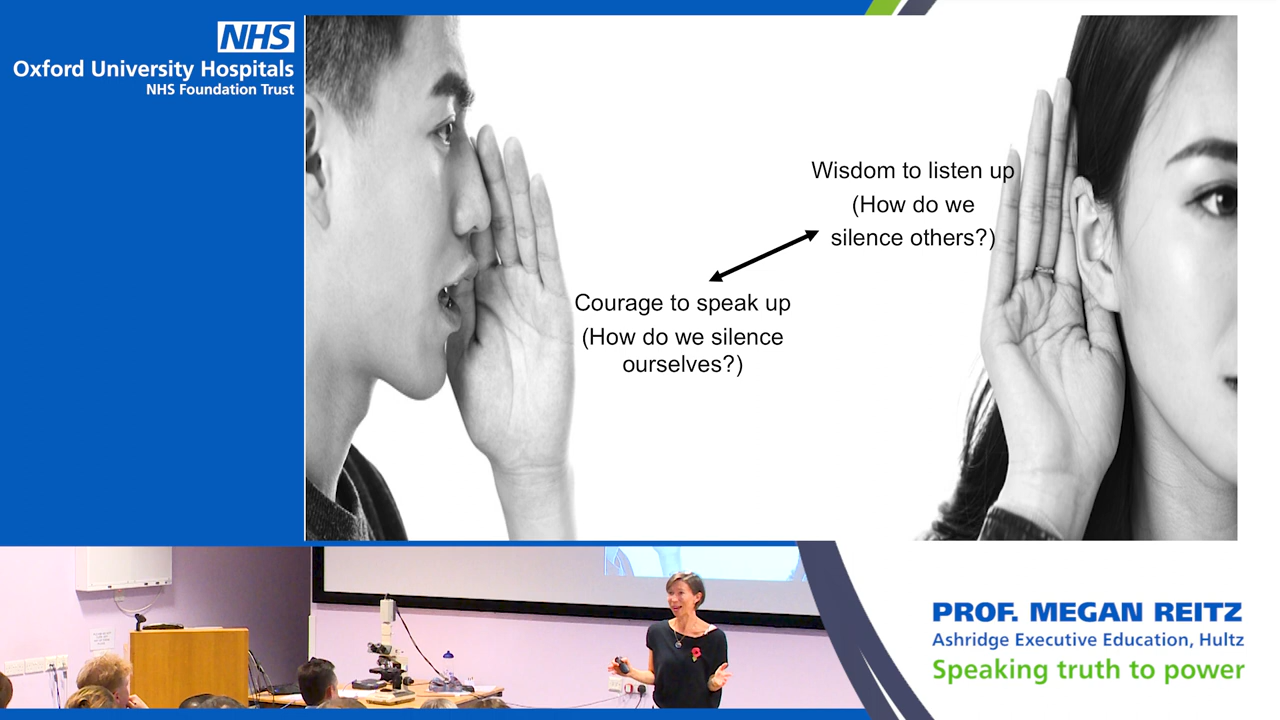 NHS
Oxford University Hospitals
NHS Foundation Trust
Wisdom to listen up
(How do we
silence others?)
Courage to speak up
(How do we silence
ourselves?)
PROF. MEGAN REITZ
Ashridge Executive Education, Hultz
Speaking truth to power